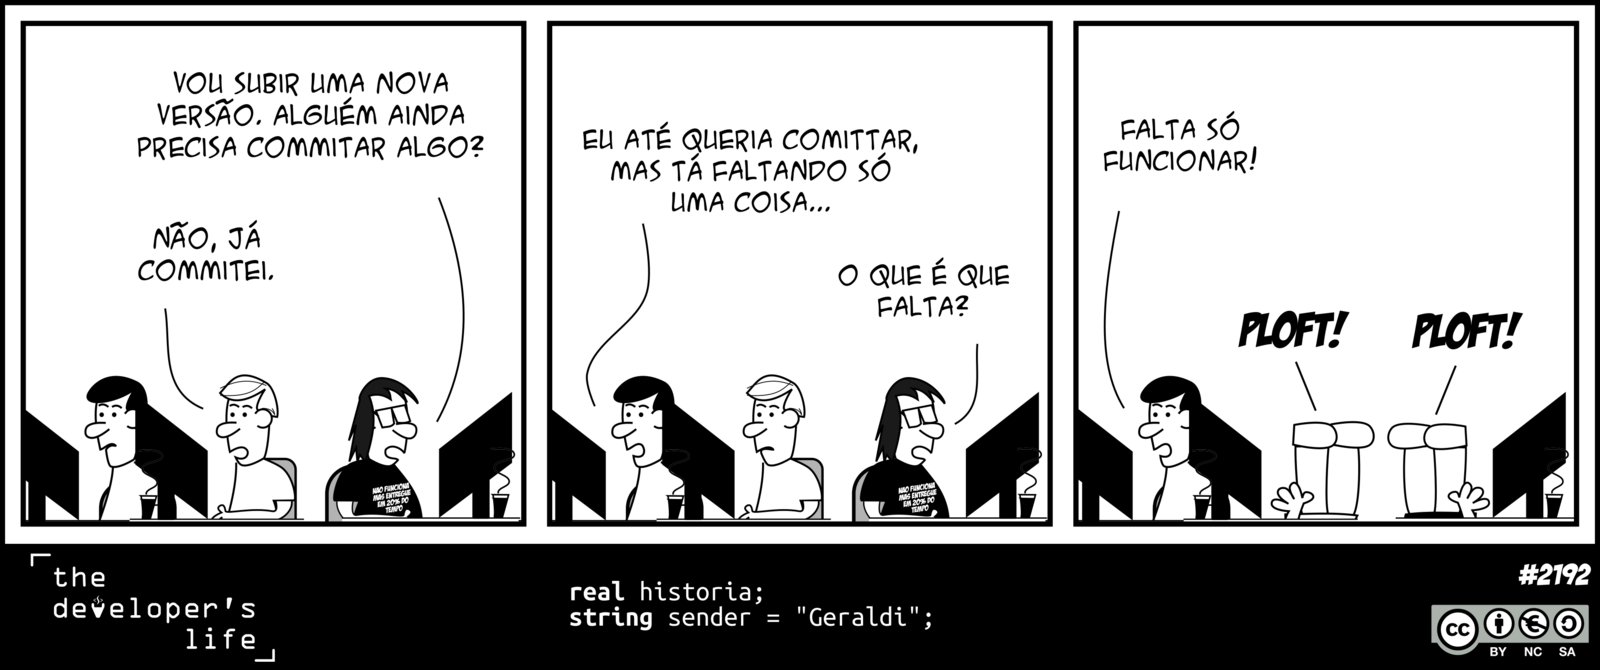 VOU SUBIR UMA NOVA
VERSÃO. ALGUÉM AINDA
PRECISA COMMITAR ALGO?
NÃO, JÁ
COMMITEI.
NAO FUNCIONA
MAS ENTREGUE
EM 20% DO
TEMPO
EU ATÉ QUERIA COMITTAR,
MAS TÁ FALTANDO SÓ
UMA COISA...
O QUE É QUE
FALTA?
NAO FUNCIONA
MAS ENTREGUE
EM 20% DO
TEMPO
FALTA SÓ
FUNCIONAR!
PLOFT!
PLOFT!
the
developer's
life
real historia;
string sender = "Geraldi";
#2192
cc
BY NC SA